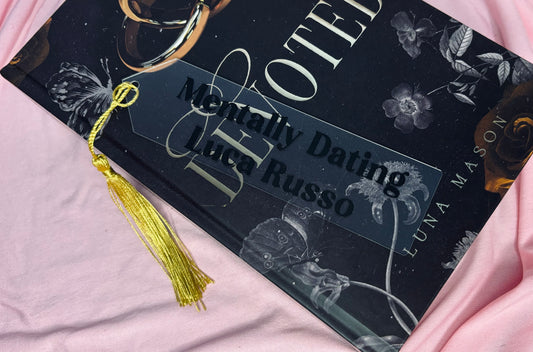 DEVOTED
Mentally Dating
Luca Russo
LUNA MASON